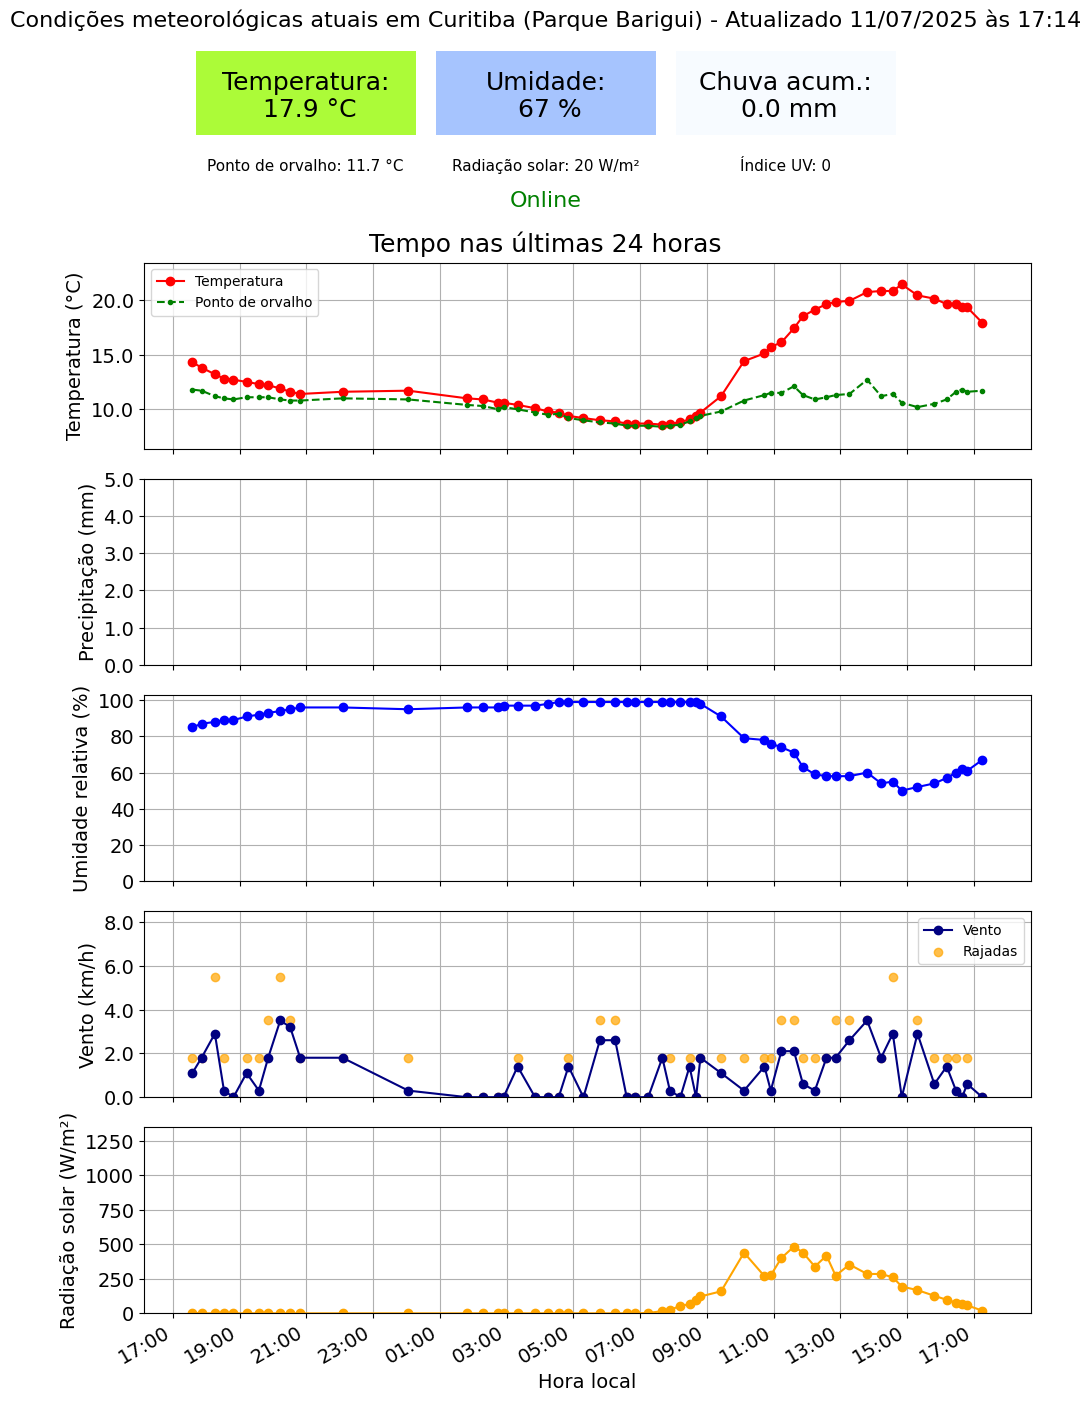 Condições meteorológicas atuais em Curitiba (Parque Barigui) - Atualizado 11/07/2025 às 17:14
Temperatura:
17.9 °C
Umidade:
67 %
Chuva acum.:
0.0 mm
Ponto de orvalho: 11.7 °C
Radiação solar: 20 W/m²
Índice UV: 0
Online
Tempo nas últimas 24 horas
Temperatura (°C)
20.0
15.0
10.0
Temperatura
Ponto de orvalho
Precipitação (mm)
5.0
4.0
3.0
2.0
1.0
0.0
Umidade relativa (%)
100
80
60
40
20
0
Vento (km/h)
8.0
6.0
4.0
2.0
0.0
Vento
Rajadas
Radiação solar (W/m²)
1250
1000
750
500
250
0
17:00
19:00
21:00
23:00
01:00
03:00
05:00
07:00
09:00
11:00
13:00
15:00
17:00
Hora local